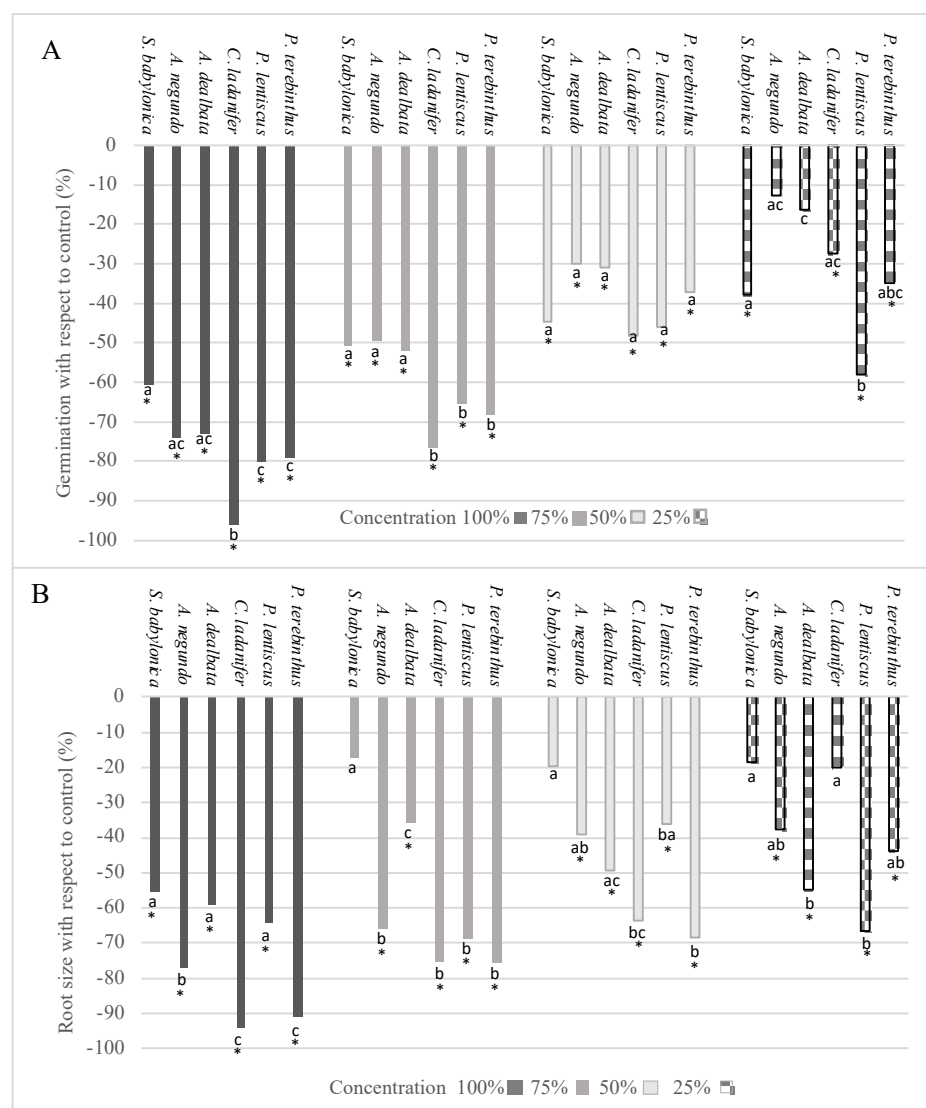 A
S. babylonica
A. negundo
A. dealbata
C. ladanifer
P. lentiscus
P. terebinthus
S. babylonica
A. negundo
A. dealbata
C. ladanifer
P. lentiscus
P. terebinthus
S. babylonica
A. negundo
A. dealbata
C. ladanifer
P. lentiscus
P. terebinthus
S. babylonica
A. negundo
A. dealbata
C. ladanifer
P. lentiscus
P. terebinthus
Germination with respect to control (%)
0
-10
-20
-30
-40
-50
-60
-70
-80
-90
-100
a
*
ac
*
ac
*
b
*
c
*
c
*
a
*
a
*
a
*
b
*
b
*
b
*
a
*
a
*
a
*
a
*
a
*
a
*
a
*
ac
c
ac
*
b
*
abc
*
Concentration 100% 75% 50% 25%
B
S. babylonica
A. negundo
A. dealbata
C. ladanifer
P. lentiscus
P. terebinthus
S. babylonica
A. negundo
A. dealbata
C. ladanifer
P. lentiscus
P. terebinthus
S. babylonica
A. negundo
A. dealbata
C. ladanifer
P. lentiscus
P. terebinthus
S. babylonica
A. negundo
A. dealbata
C. ladanifer
P. lentiscus
P. terebinthus
Root size with respect to control (%)
0
-10
-20
-30
-40
-50
-60
-70
-80
-90
-100
a
*
b
*
a
*
c
*
a
*
c
*
a
b
*
c
*
b
*
b
*
b
*
a
ab
*
ac
*
bc
*
ba
*
b
*
a
ab
*
b
*
a
b
*
ab
*
Concentration 100% 75% 50% 25%